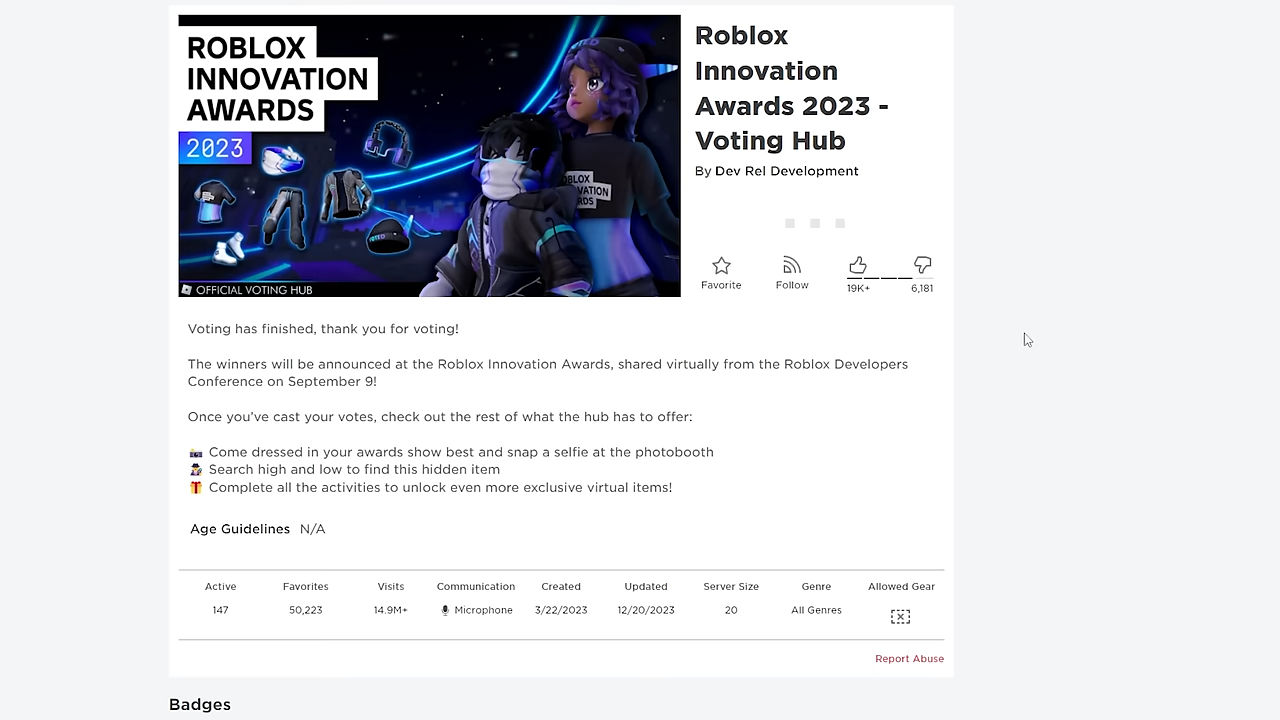 ROBLOX
INNOVATION
AWARDS
2023
OFFICIAL VOTING HUB
Roblox
Innovation
Awards 2023 -
Voting Hub
By Dev Rel Development
Favorite
Follow
19K+
6,181
Voting has finished, thank you for voting!
The winners will be announced at the Roblox Innovation Awards, shared virtually from the Roblox Developers
Conference on September 9!
Once you've cast your votes, check out the rest of what the hub has to offer:
📸 Come dressed in your awards show best and snap a selfie at the photobooth
🕵 Search high and low to find this hidden item
🎁 Complete all the activities to unlock even more exclusive virtual items!
Age Guidelines N/A
Active Favorites Visits Communication Created Updated Server Size Genre Allowed Gear
147 50,223 14.9M+ Microphone 3/22/2023 12/20/2023 20 All Genres
Report Abuse
Badges